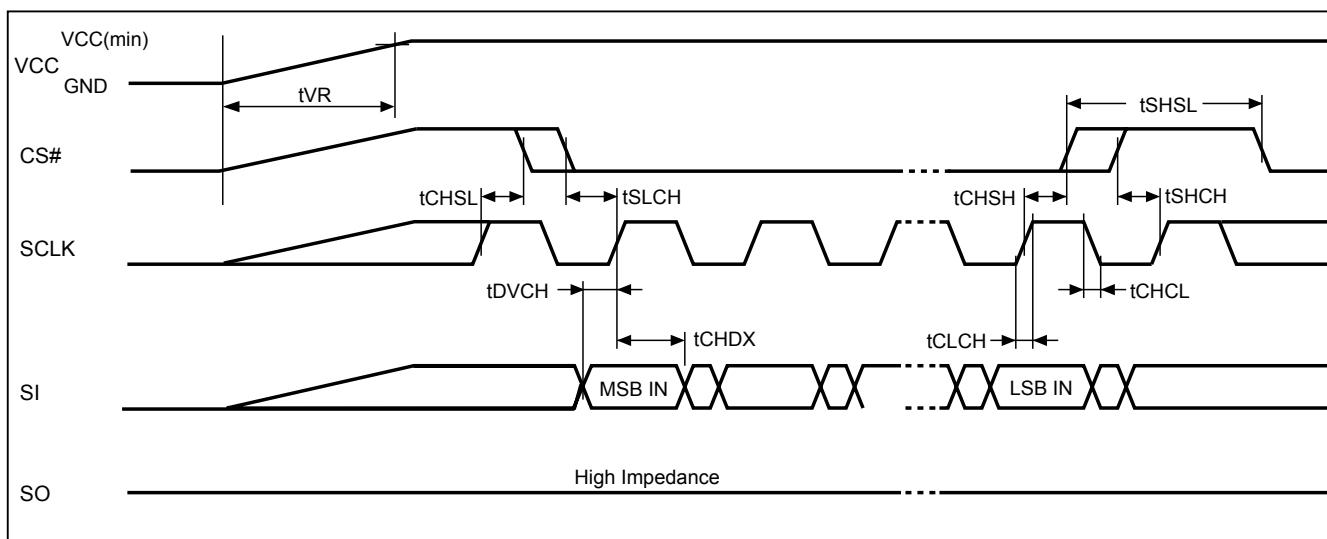 VCC(min)
VCC
GND
tVR
tSHSL
CS#
tCHSL
tSLCH
tCHSH
tSHCH
SCLK
tDVCH
tCHCL
tCHDX
tCLCH
SI
MSB IN
LSB IN
High Impedance
SO